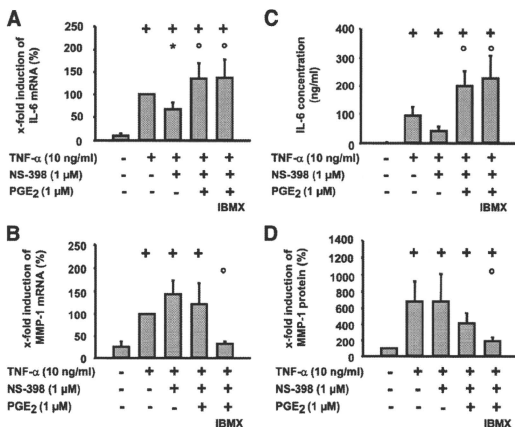 A
x-fold induction of
IL-6 mRNA (%)
250
200
150
100
50
0
+ + + +
* o o
TNF-α (10 ng/ml) - + + + +
NS-398 (1 μM) - - + + +
PGE2 (1 μM) - - - + +
IBMX
C
IL-6 concentration
(ng/ml)
400
300
200
100
0
+ + + +
o o
TNF-α (10 ng/ml) - + + + +
NS-398 (1 μM) - - + + +
PGE2 (1 μM) - - - + +
IBMX
B
x-fold induction of
MMP-1 mRNA (%)
250
200
150
100
50
0
+ + + o
TNF-α (10 ng/ml) - + + + +
NS-398 (1 μM) - - + + +
PGE2 (1 μM) - - - + +
IBMX
D
x-fold induction of
MMP-1 protein (%)
1400
1200
1000
800
600
400
200
0
+ + + +
o
TNF-α (10 ng/ml) - + + + +
NS-398 (1 μM) - - + + +
PGE2 (1 μM) - - - + +
IBMX